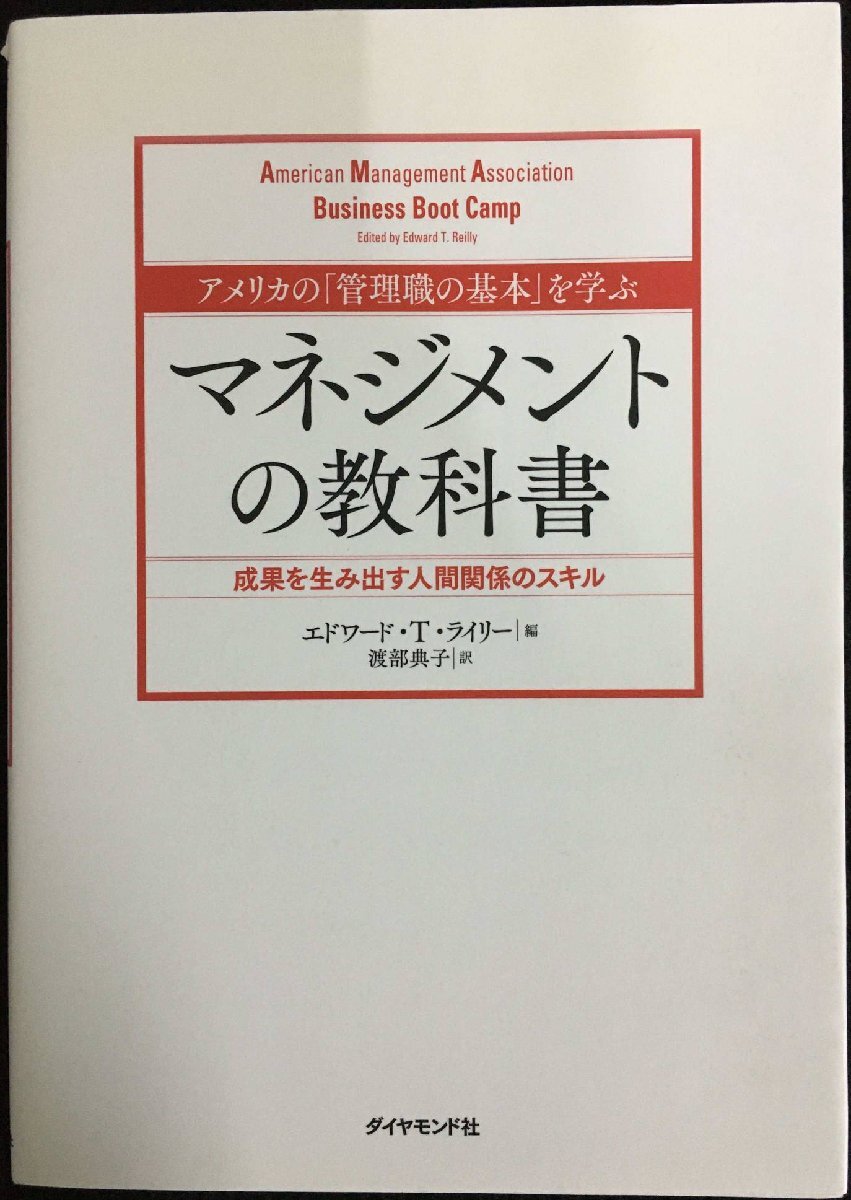 American Management Association
Business Boot Camp
Edited by Edward T. Reilly
アメリカの「管理職の基本」を学ぶ
マネジメント
の教科書
成果を生み出す人間関係のスキル
エドワード・T・ライリー|編
渡部典子|訳
ダイヤモンド社